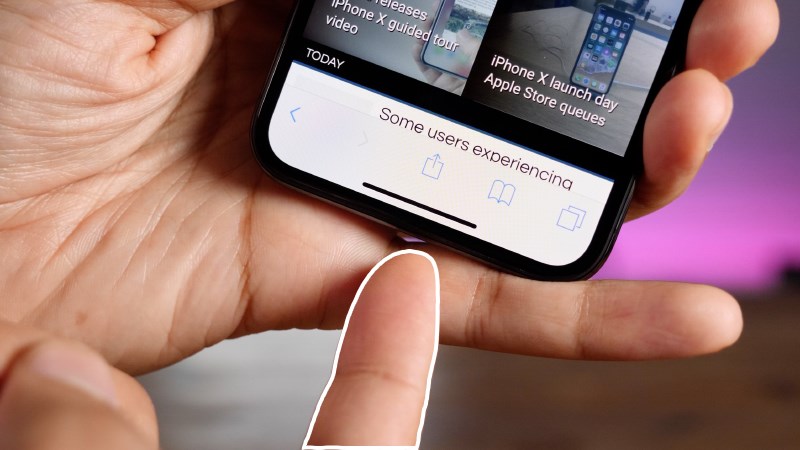 releases
iPhone X guided tour
video
iPhone X launch day
Apple Store queues
TODAY
Some users experiencing